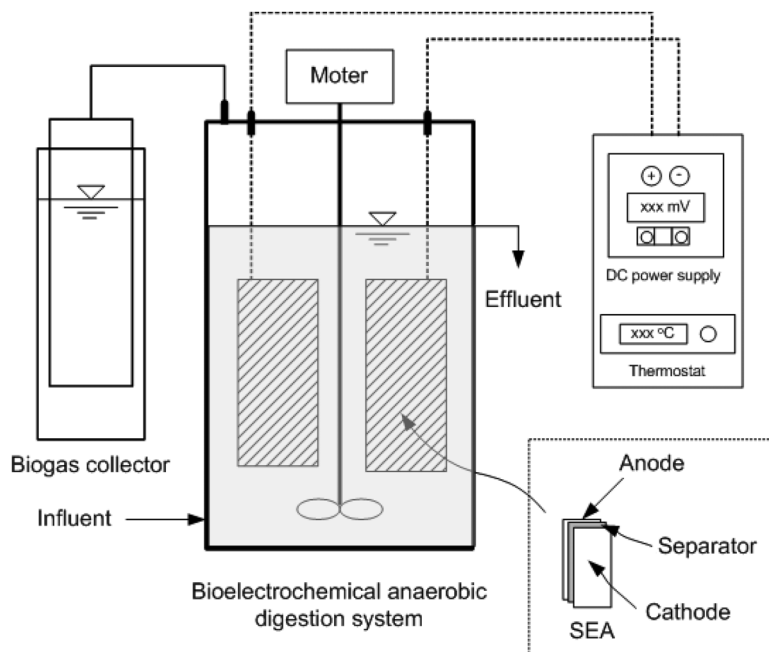 Moter
+ -
xxx mV
DC power supply
xxx °C
Thermostat
Effluent
Biogas collector
Influent
Bioelectrochemical anaerobic
digestion system
Anode
Separator
Cathode
SEA